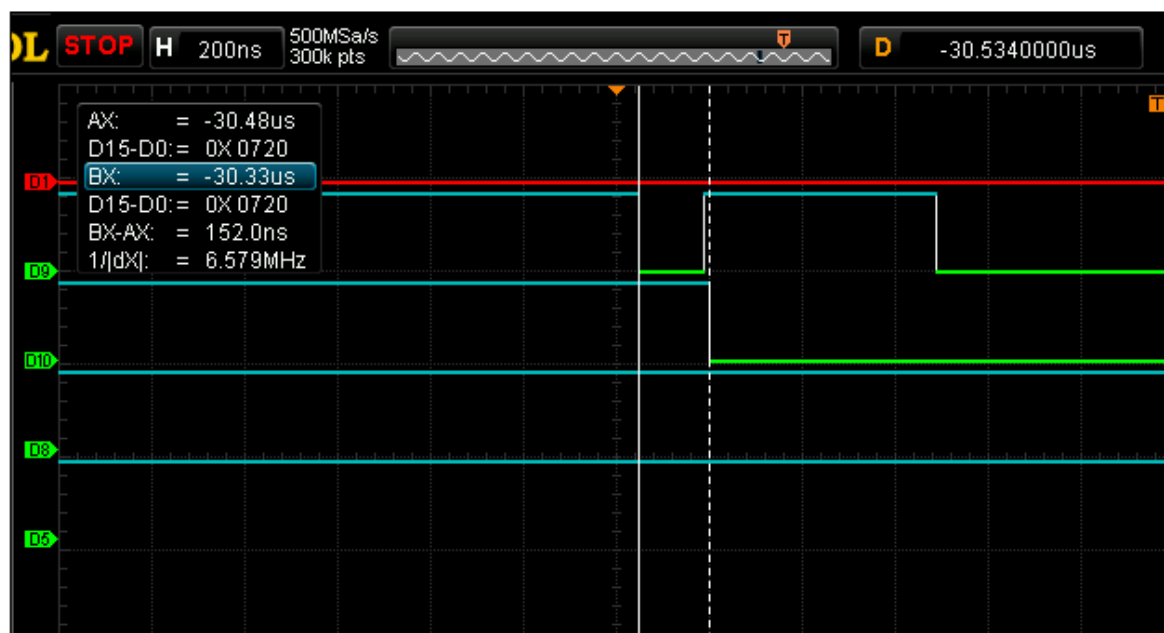 OL STOP H 200ns 500MSa/s 300k pts T D -30.5340000us
T
AX: = -30.48us
D15-D0: = 0X 0720
BX: = -30.33us
D15-D0: = 0X 0720
BX-AX: = 152.0ns
1/|dX|: = 6.579MHz
D1
D9
D10
D8
D5